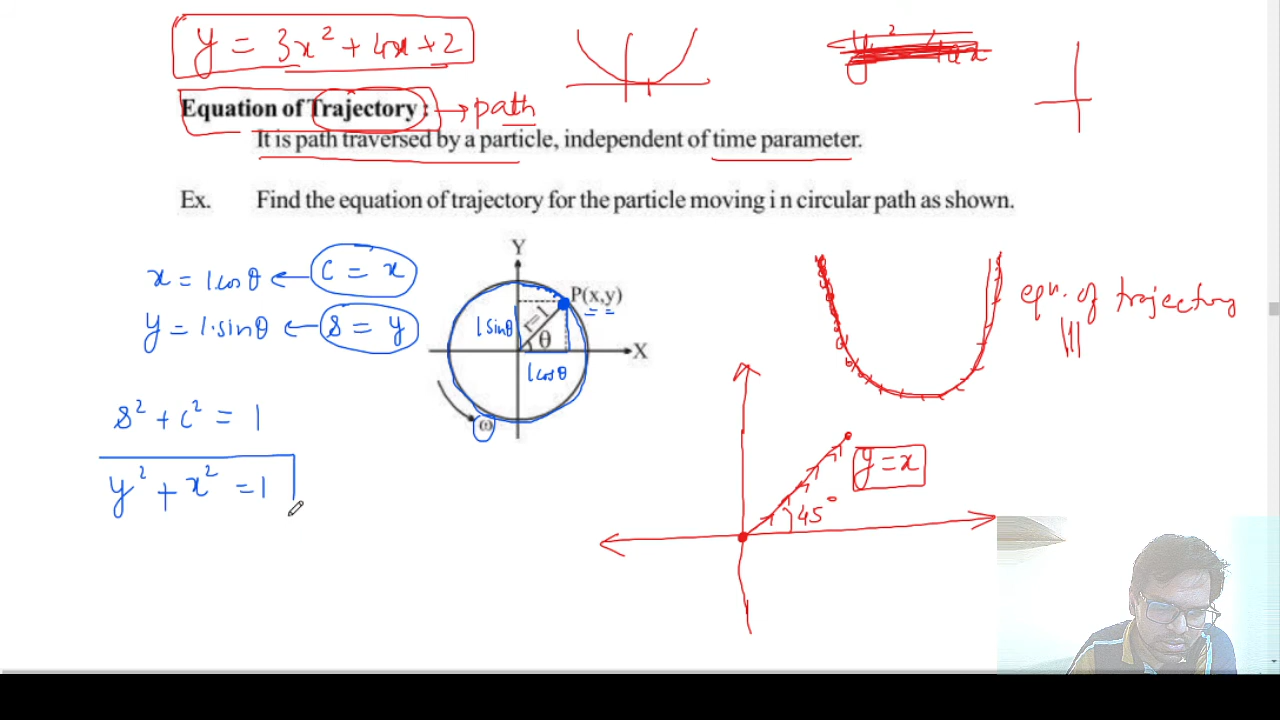 y = 3x² + 4x + 2
Equation of Trajectory : → path
It is path traversed by a particle, independent of time parameter.
Ex. Find the equation of trajectory for the particle moving i n circular path as shown.
x = 1cosθ ← c = x
y = 1.sinθ ← s = y
s² + c² = 1
y² + x² = 1
Y
P(x,y)
r=1
1sinθ
θ
X
1cosθ
ω
eqn. of trajectory
y = x
45°